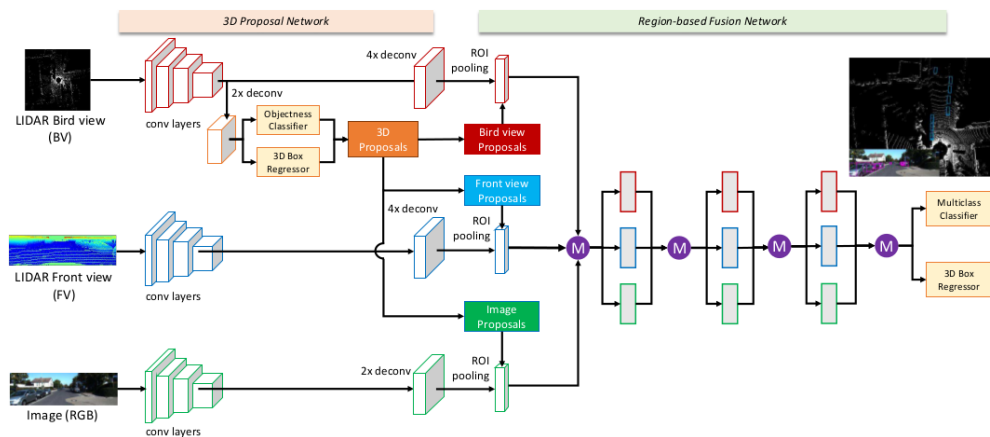 3D Proposal Network
Region-based Fusion Network
4x deconv
ROI
pooling
2x deconv
LIDAR Bird view
(BV)
conv layers
Objectness
Classifier
3D Box
Regressor
3D
Proposals
Bird view
Proposals
Front view
Proposals
4x deconv
ROI
pooling
M
M
M
M
Multiclass
Classifier
3D Box
Regressor
LIDAR Front view
(FV)
conv layers
Image
Proposals
2x deconv
ROI
pooling
Image (RGB)
conv layers